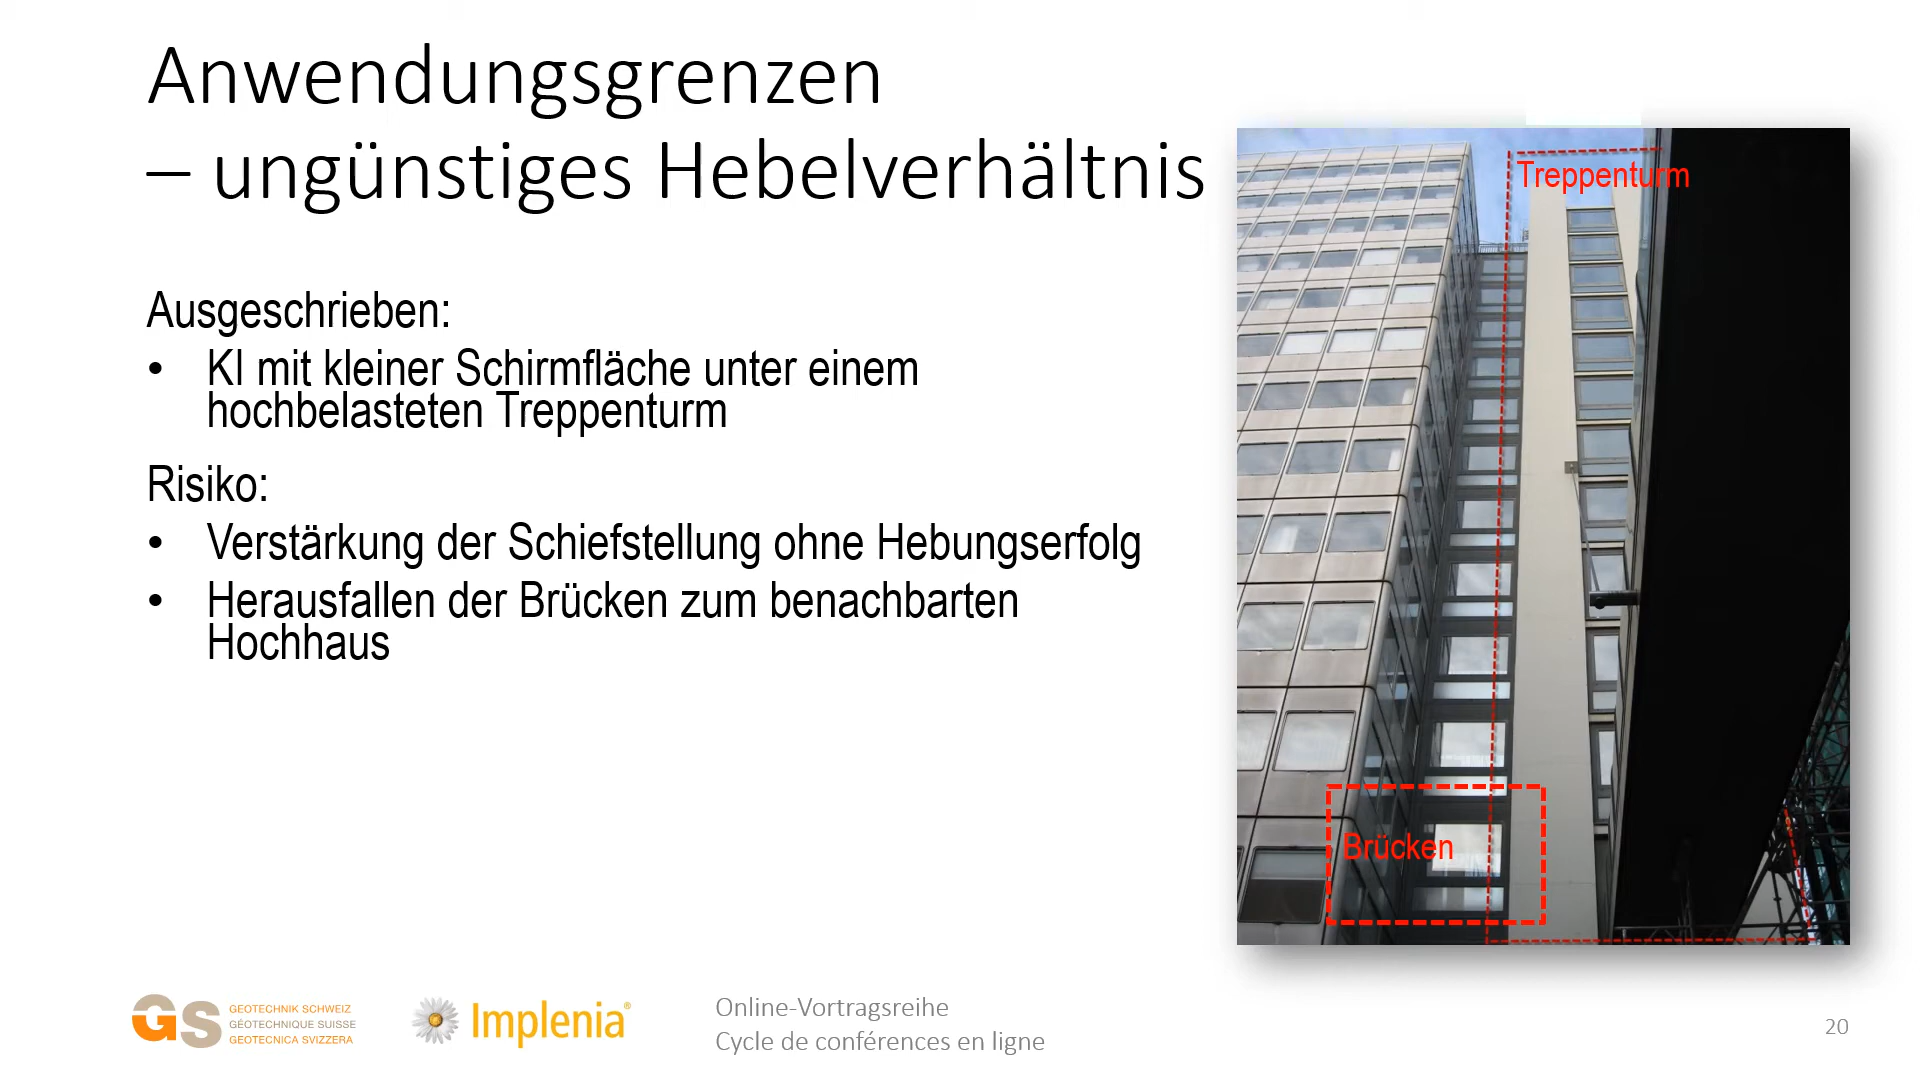 Anwendungsgrenzen
– ungünstiges Hebelverhältnis
Ausgeschrieben:
• KI mit kleiner Schirmfläche unter einem
hochbelasteten Treppenturm
Risiko:
• Verstärkung der Schiefstellung ohne Hebungserfolg
• Herausfallen der Brücken zum benachbarten
Hochhaus
Treppenturm
Brücken
GS
GEOTECHNIK SCHWEIZ
GÉOTECHNIQUE SUISSE
GEOTECNICA SVIZZERA
Implenia®
Online-Vortragsreihe
Cycle de conférences en ligne
20